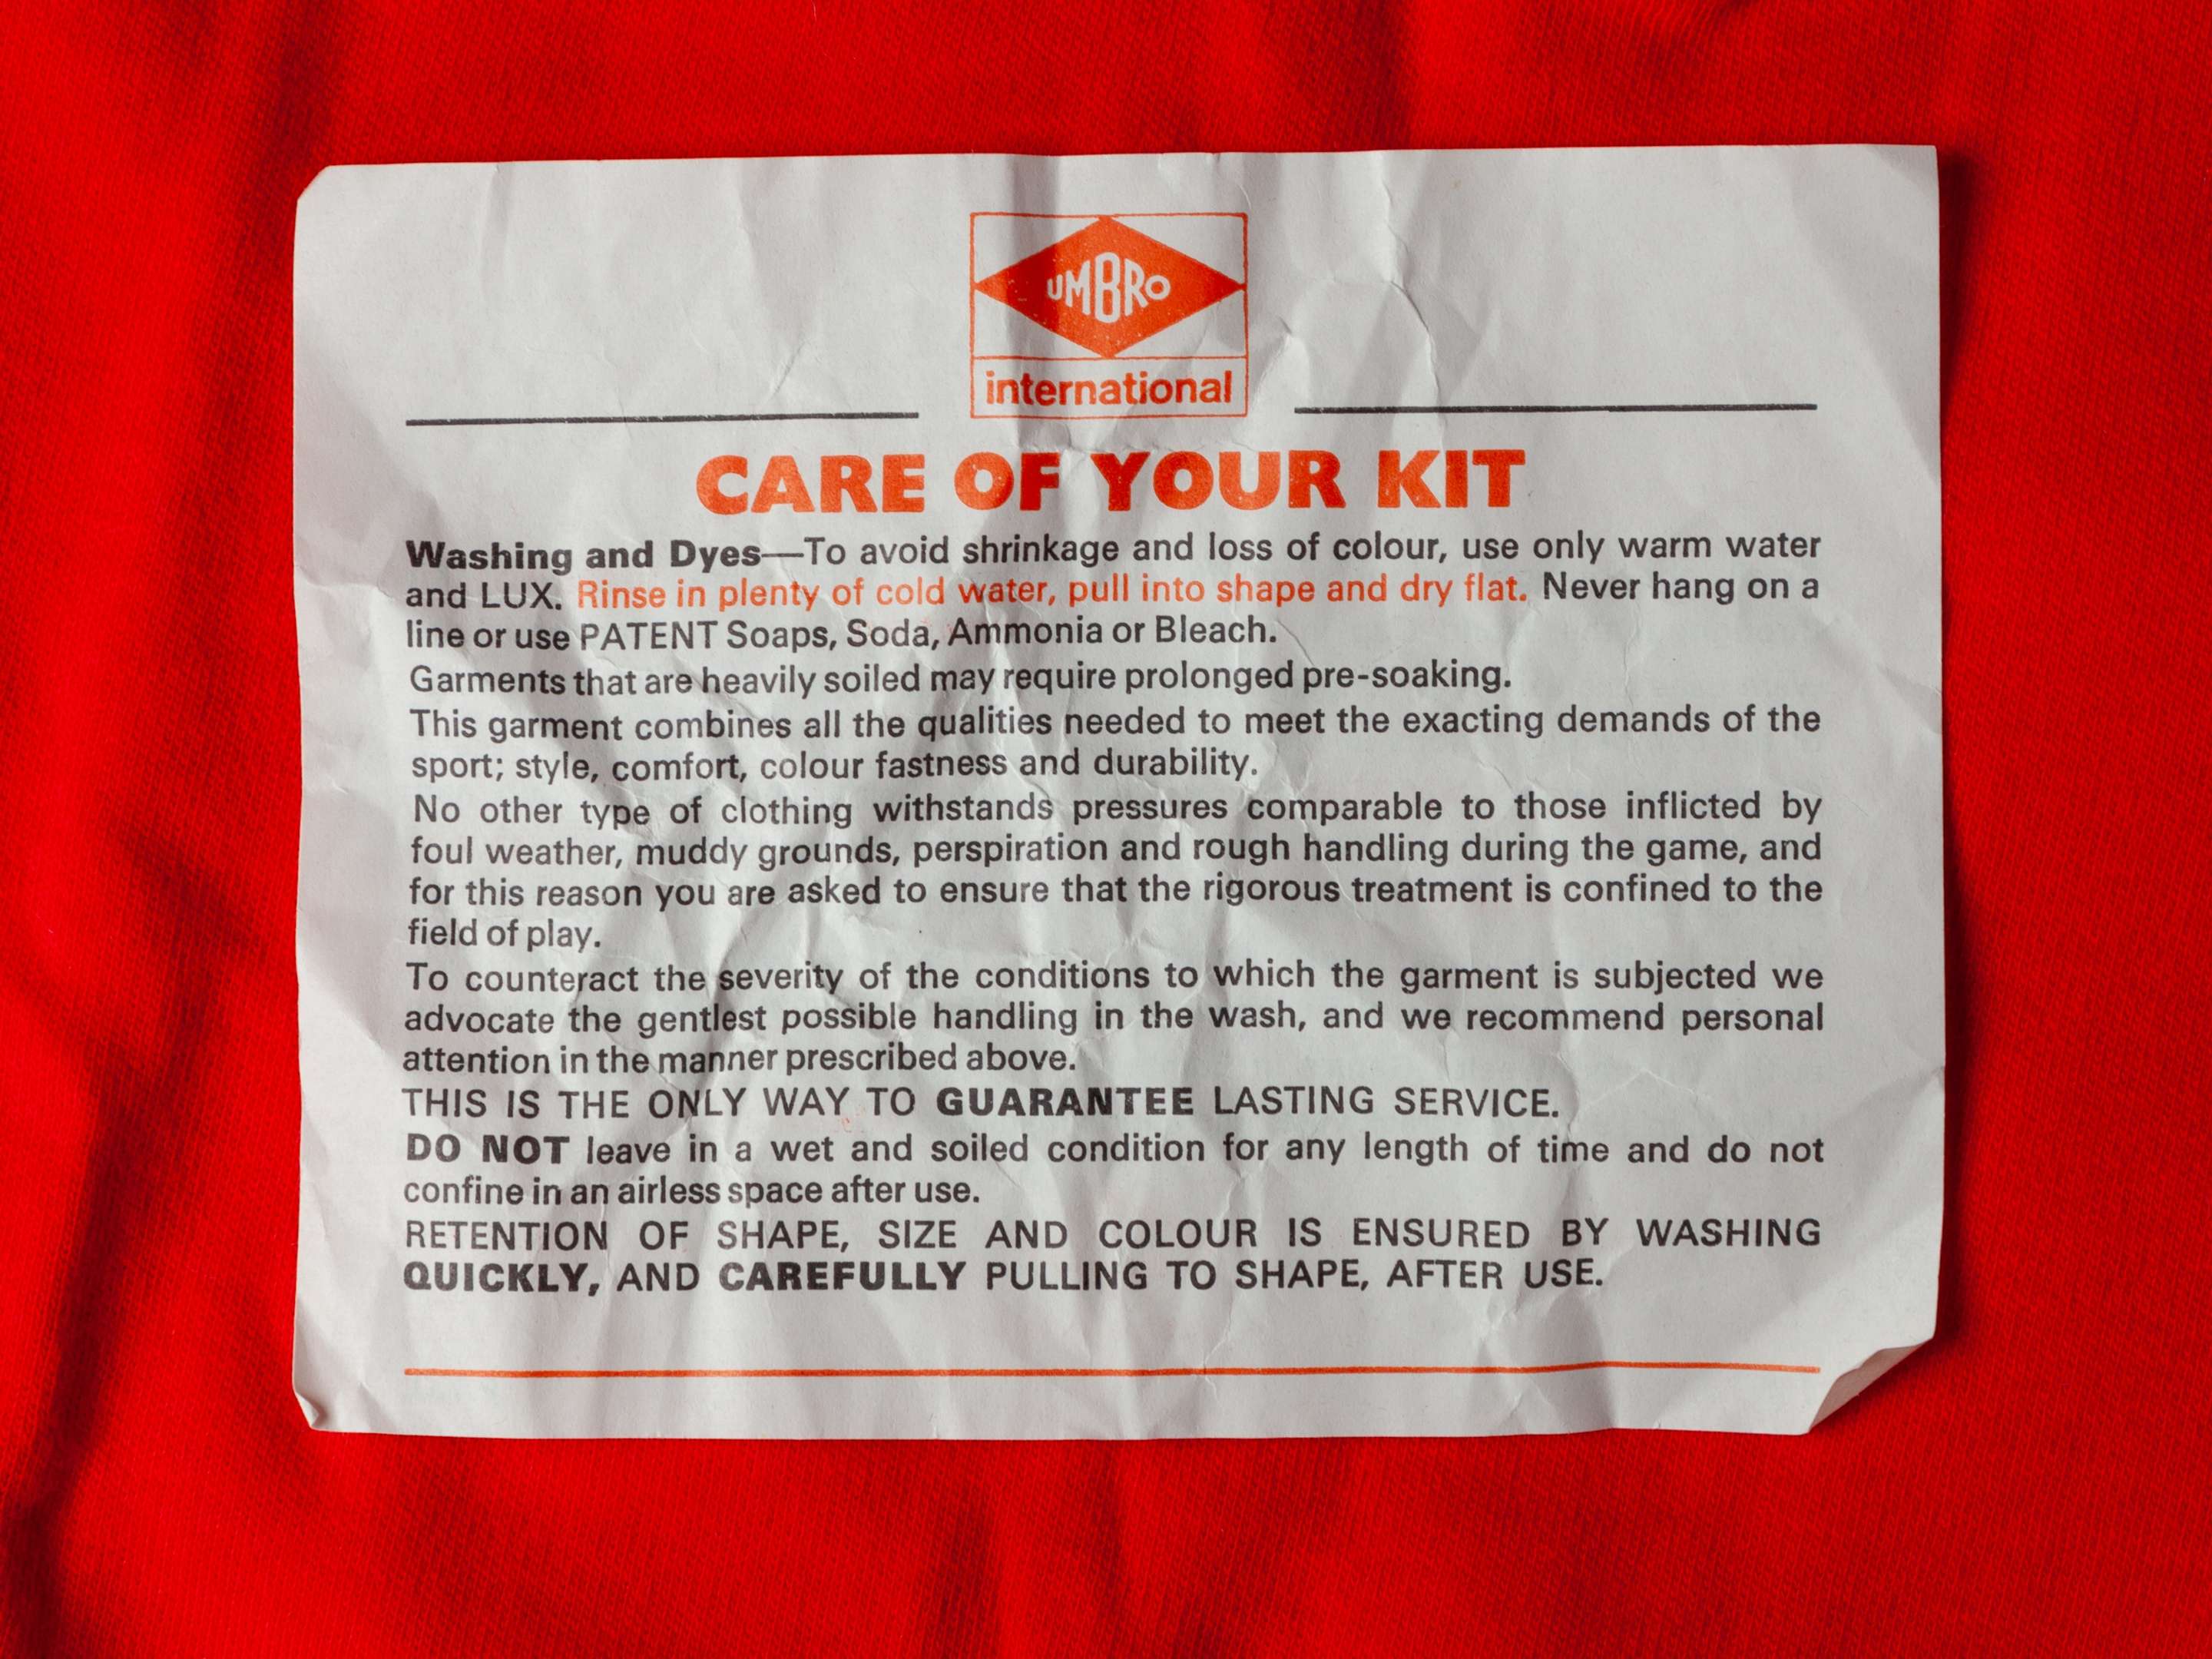 UMBRO
international
CARE OF YOUR KIT
Washing and Dyes—To avoid shrinkage and loss of colour, use only warm water
and LUX. Rinse in plenty of cold water, pull into shape and dry flat. Never hang on a
line or use PATENT Soaps, Soda, Ammonia or Bleach.
Garments that are heavily soiled may require prolonged pre-soaking.
This garment combines all the qualities needed to meet the exacting demands of the
sport; style, comfort, colour fastness and durability.
No other type of clothing withstands pressures comparable to those inflicted by
foul weather, muddy grounds, perspiration and rough handling during the game, and
for this reason you are asked to ensure that the rigorous treatment is confined to the
field of play.
To counteract the severity of the conditions to which the garment is subjected we
advocate the gentlest possible handling in the wash, and we recommend personal
attention in the manner prescribed above.
THIS IS THE ONLY WAY TO GUARANTEE LASTING SERVICE.
DO NOT leave in a wet and soiled condition for any length of time and do not
confine in an airless space after use.
RETENTION OF SHAPE, SIZE AND COLOUR IS ENSURED BY WASHING
QUICKLY, AND CAREFULLY PULLING TO SHAPE, AFTER USE.